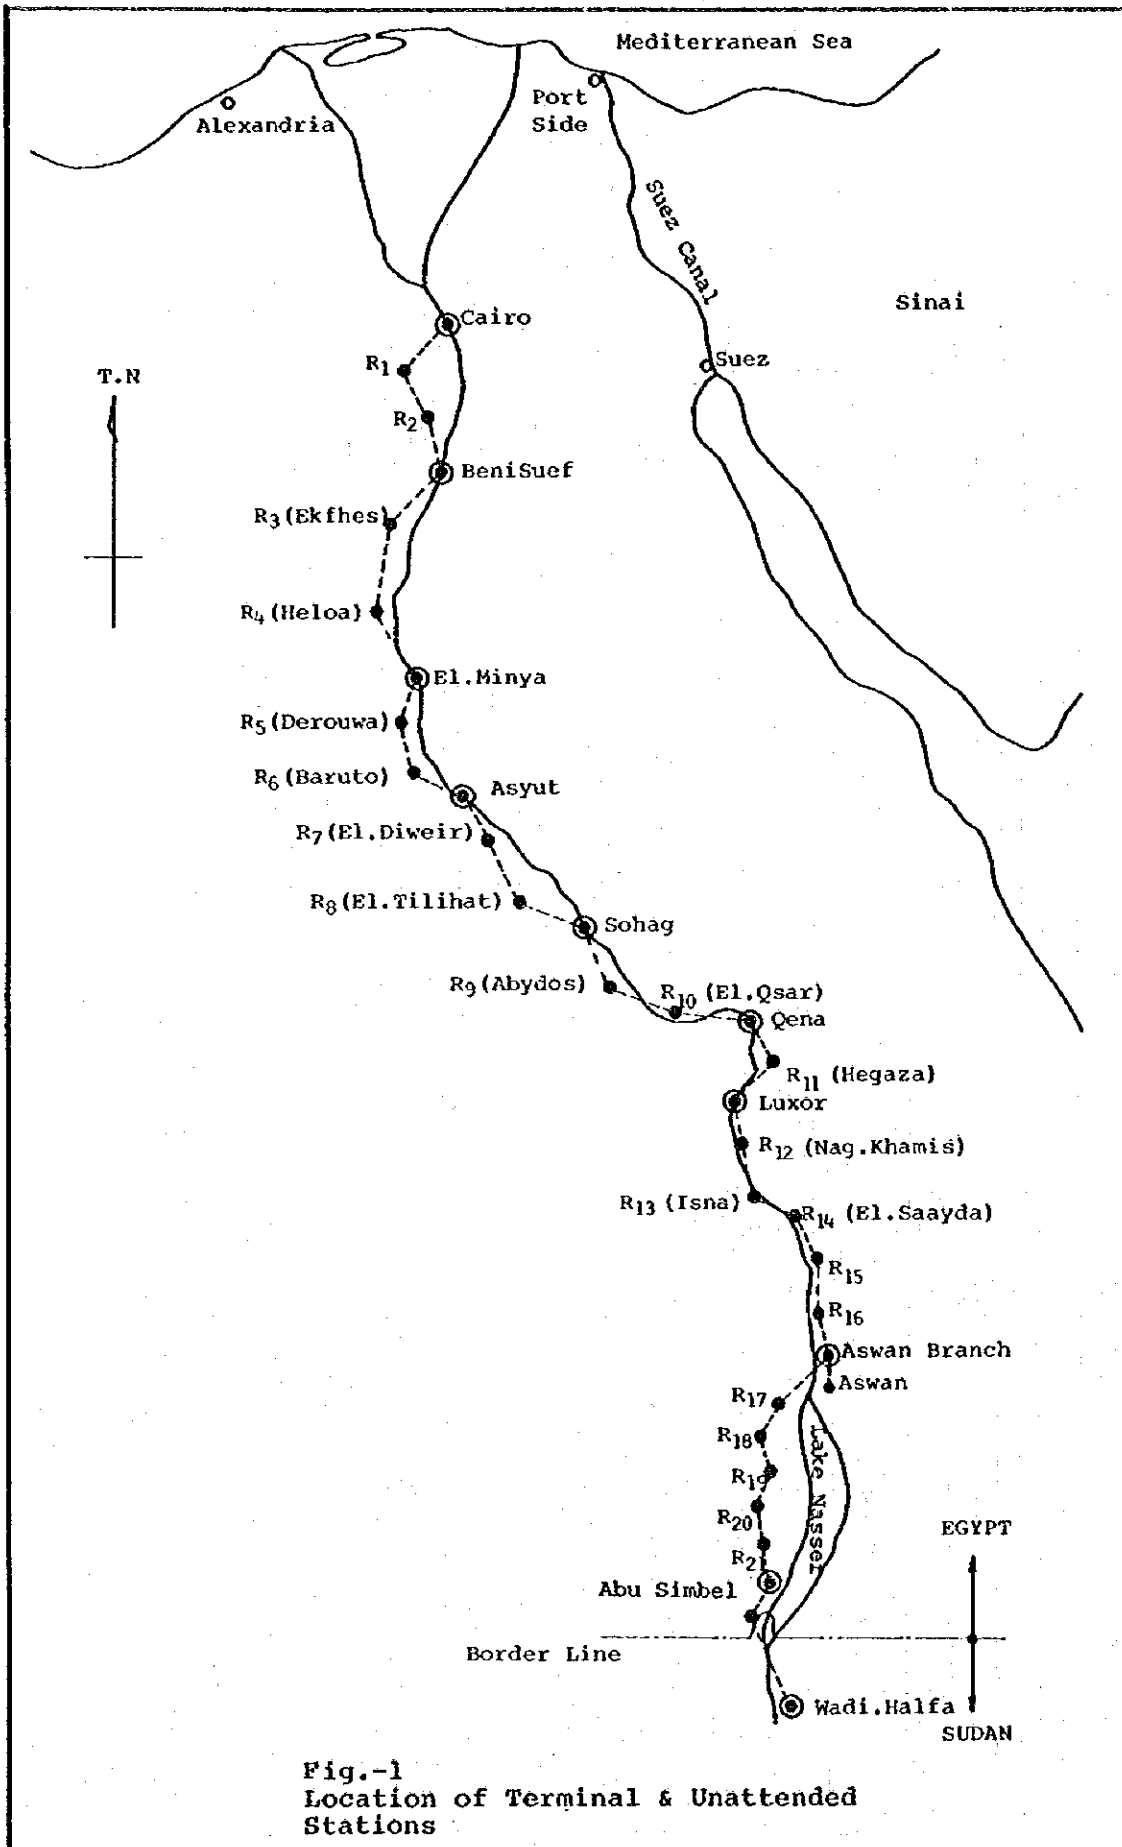 Mediterranean Sea
Port
Side
Alexandria
Suez Canal
Sinai
Cairo
Suez
R1
T.N
R2
BeniSuef
R3 (Ekfhes)
R4 (Heloa)
El.Minya
R5 (Derouwa)
R6 (Baruto)
Asyut
R7 (El.Diweir)
R8 (El.Tilihat)
Sohag
R9 (Abydos)
R10 (El.Qsar)
Qena
R11 (Hegaza)
Luxor
R12 (Nag.Khamis)
R13 (Isna)
R14 (El.Saayda)
R15
R16
Aswan Branch
Aswan
R17
R18
Lake Nasser
R19
R20
EGYPT
R21
Abu Simbel
Border Line
Wadi.Halfa
SUDAN
Fig.-1
Location of Terminal & Unattended
Stations